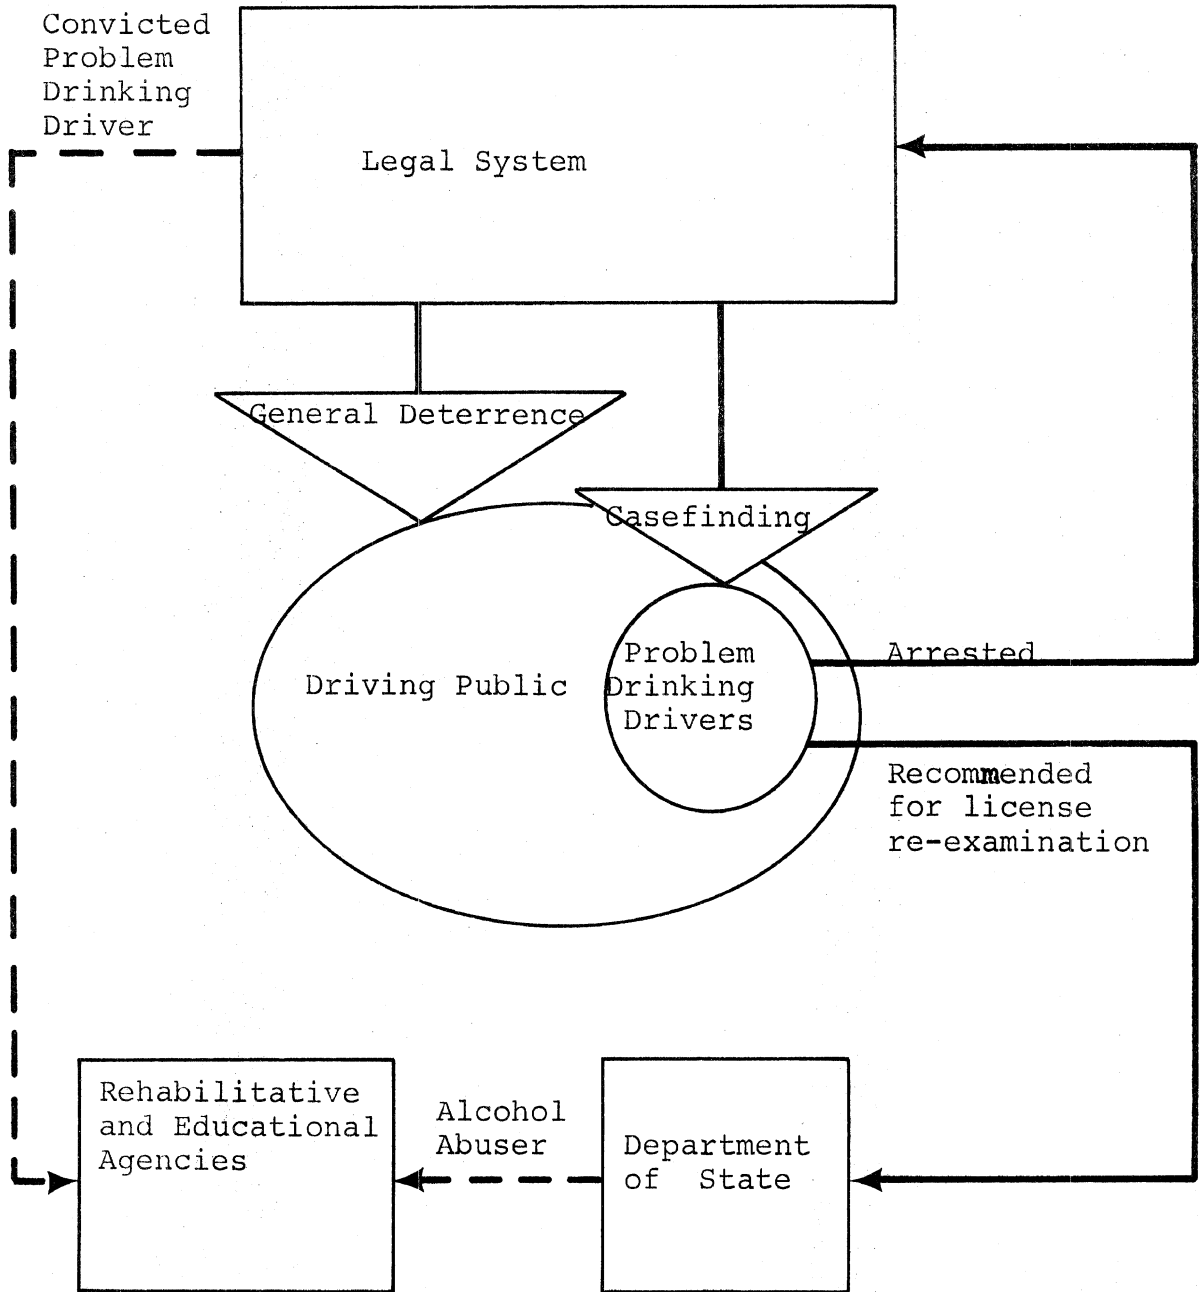 Convicted
Problem
Drinking
Driver
Legal System
General Deterrence
Casefinding
Driving Public
Problem
Drinking
Drivers
Arrested
Recommended
for license
re-examination
Rehabilitative
and Educational
Agencies
Alcohol
Abuser
Department
of State